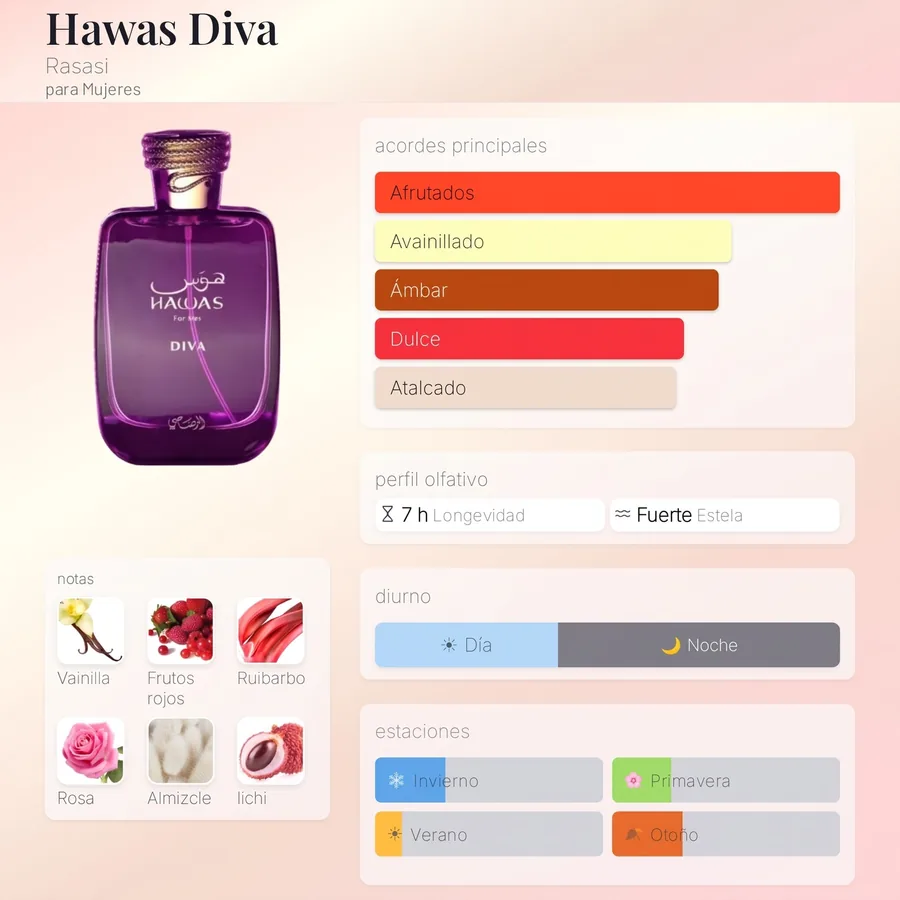 Hawas Diva
Rasasi
para Mujeres
هوس
HAWAS
For Her
DIVA
الرصاصي
acordes principales
Afrutados
Avainillado
Ámbar
Dulce
Atalcado
perfil olfativo
7 h Longevidad
Fuerte Estela
diurno
Día
Noche
notas
Vainilla
Frutos
rojos
Ruibarbo
Rosa
Almizcle
lichi
estaciones
Invierno
Primavera
Verano
Otoño